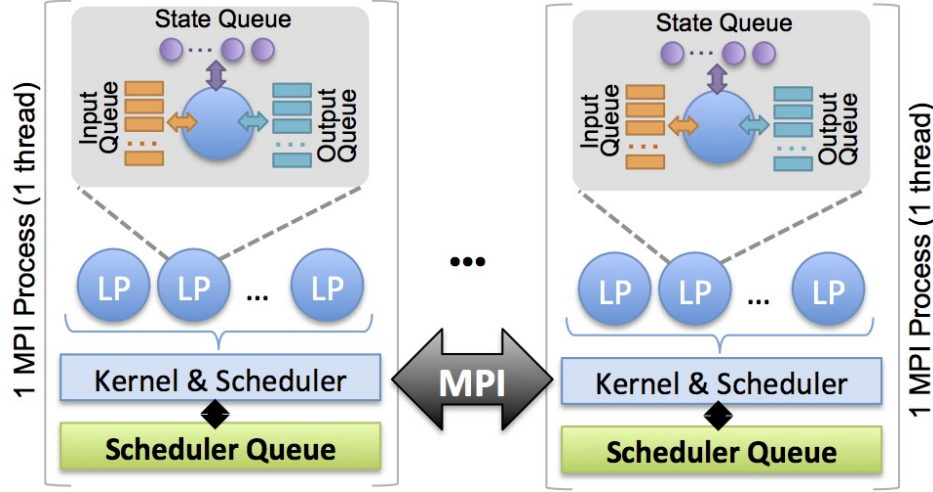 1 MPI Process (1 thread)
State Queue
...
Input
Queue
Output
Queue
LP
LP
...
LP
Kernel & Scheduler
Scheduler Queue
...
MPI
State Queue
...
Input
Queue
Output
Queue
LP
LP
...
LP
Kernel & Scheduler
Scheduler Queue
1 MPI Process (1 thread)